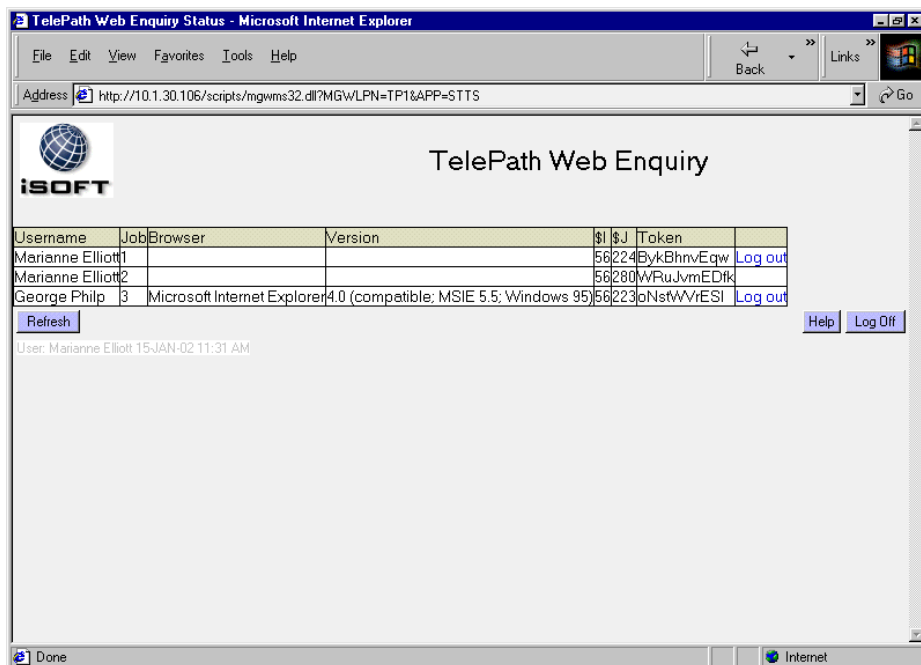 TelePath Web Enquiry Status - Microsoft Internet Explorer
File Edit View Favorites Tools Help
Back
Links
Address http://10.1.30.106/scripts/mgwms32.dll?MGWLPN=TP1&APP=STTS Go
iSOFT
TelePath Web Enquiry
Username Job Browser Version $I $J Token
Marianne Elliott 1 56 224 BykBhnvEqw Log out
Marianne Elliott 2 56 280 WRuJvmEDfk
George Philp 3 Microsoft Internet Explorer 4.0 (compatible; MSIE 5.5; Windows 95) 56 223 oNstWVrESI Log out
Refresh Help Log Off
User: Marianne Elliott 15-JAN-02 11:31 AM
Done Internet